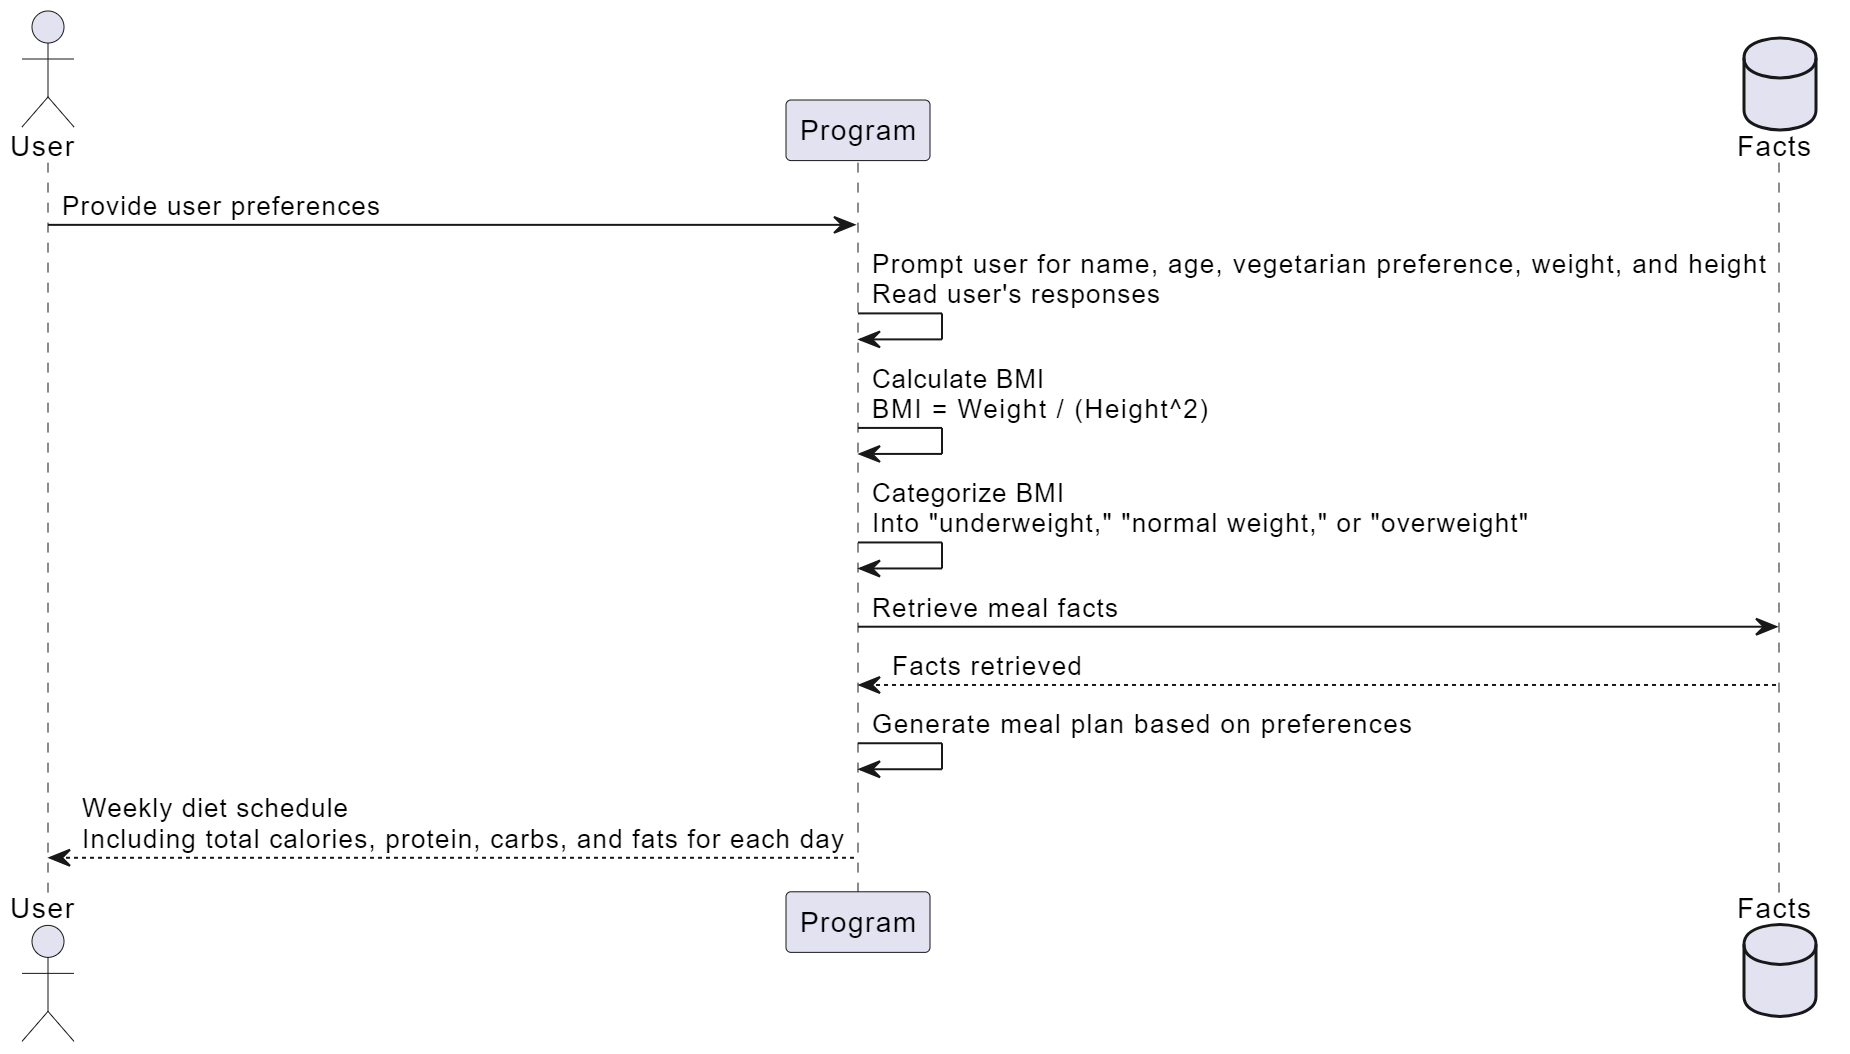 User
Program
Facts
Provide user preferences
Prompt user for name, age, vegetarian preference, weight, and height
Read user's responses
Calculate BMI
BMI = Weight / (Height^2)
Categorize BMI
Into "underweight," "normal weight," or "overweight"
Retrieve meal facts
Facts retrieved
Generate meal plan based on preferences
Weekly diet schedule
Including total calories, protein, carbs, and fats for each day
User
Program
Facts